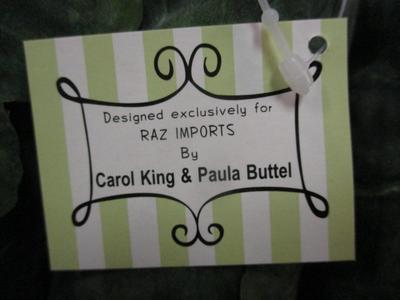 Designed exclusively for
RAZ IMPORTS
By
Carol King & Paula Buttel